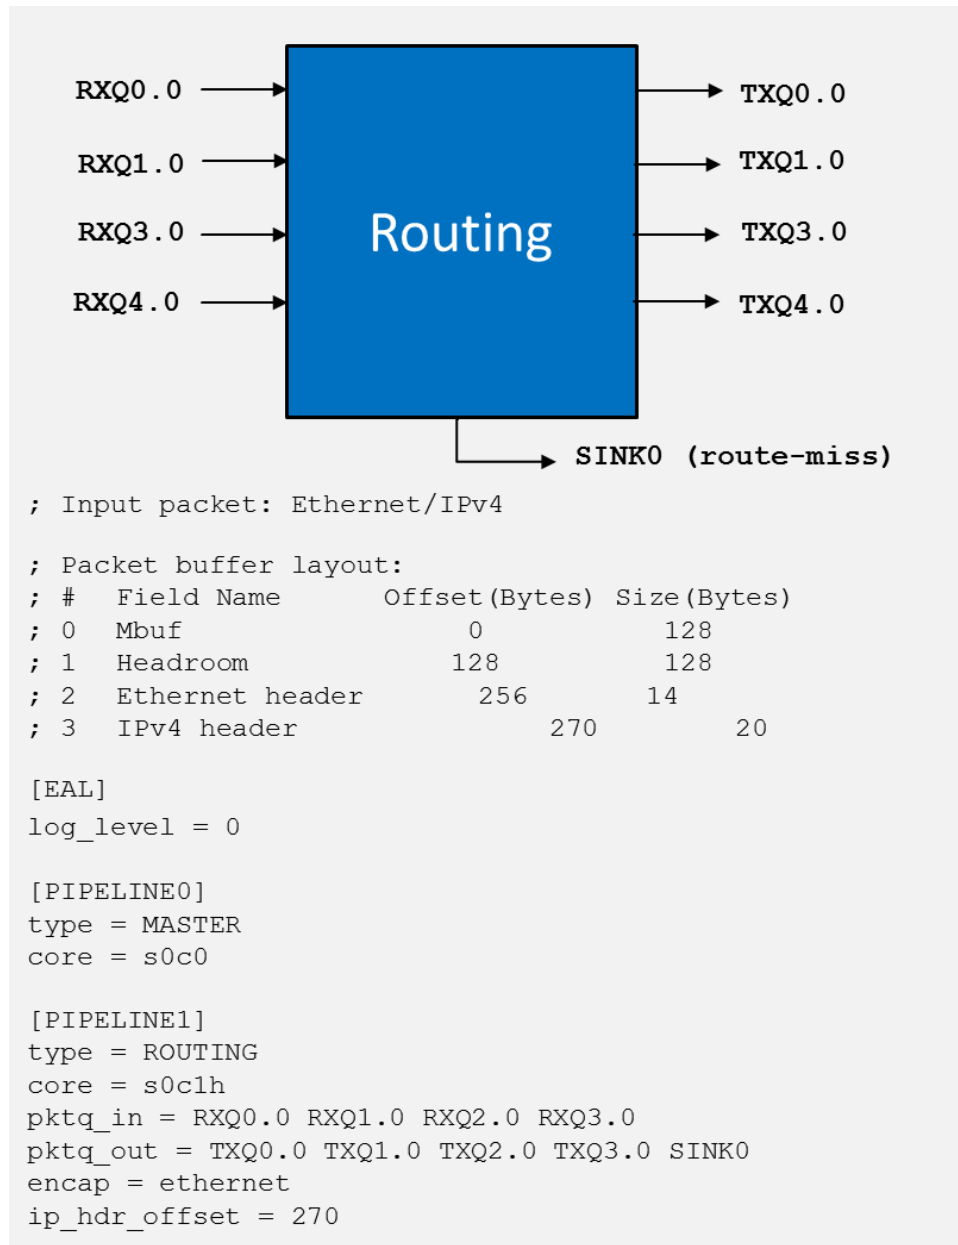 RXQ0.0 TXQ0.0
RXQ1.0 TXQ1.0
RXQ3.0 Routing TXQ3.0
RXQ4.0 TXQ4.0
SINK0 (route-miss)
; Input packet: Ethernet/IPv4
; Packet buffer layout:
; # Field Name Offset(Bytes) Size(Bytes)
; 0 Mbuf 0 128
; 1 Headroom 128 128
; 2 Ethernet header 256 14
; 3 IPv4 header 270 20
[EAL]
log_level = 0
[PIPELINE0]
type = MASTER
core = s0c0
[PIPELINE1]
type = ROUTING
core = s0c1h
pktq_in = RXQ0.0 RXQ1.0 RXQ2.0 RXQ3.0
pktq_out = TXQ0.0 TXQ1.0 TXQ2.0 TXQ3.0 SINK0
encap = ethernet
ip_hdr_offset = 270